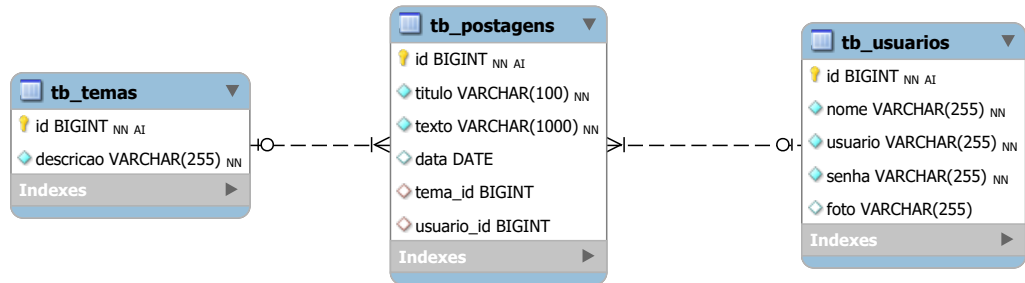 tb_temas
id BIGINT NN AI
descricao VARCHAR(255) NN
Indexes
tb_postagens
id BIGINT NN AI
titulo VARCHAR(100) NN
texto VARCHAR(1000) NN
data DATE
tema_id BIGINT
usuario_id BIGINT
Indexes
tb_usuarios
id BIGINT NN AI
nome VARCHAR(255) NN
usuario VARCHAR(255) NN
senha VARCHAR(255) NN
foto VARCHAR(255)
Indexes